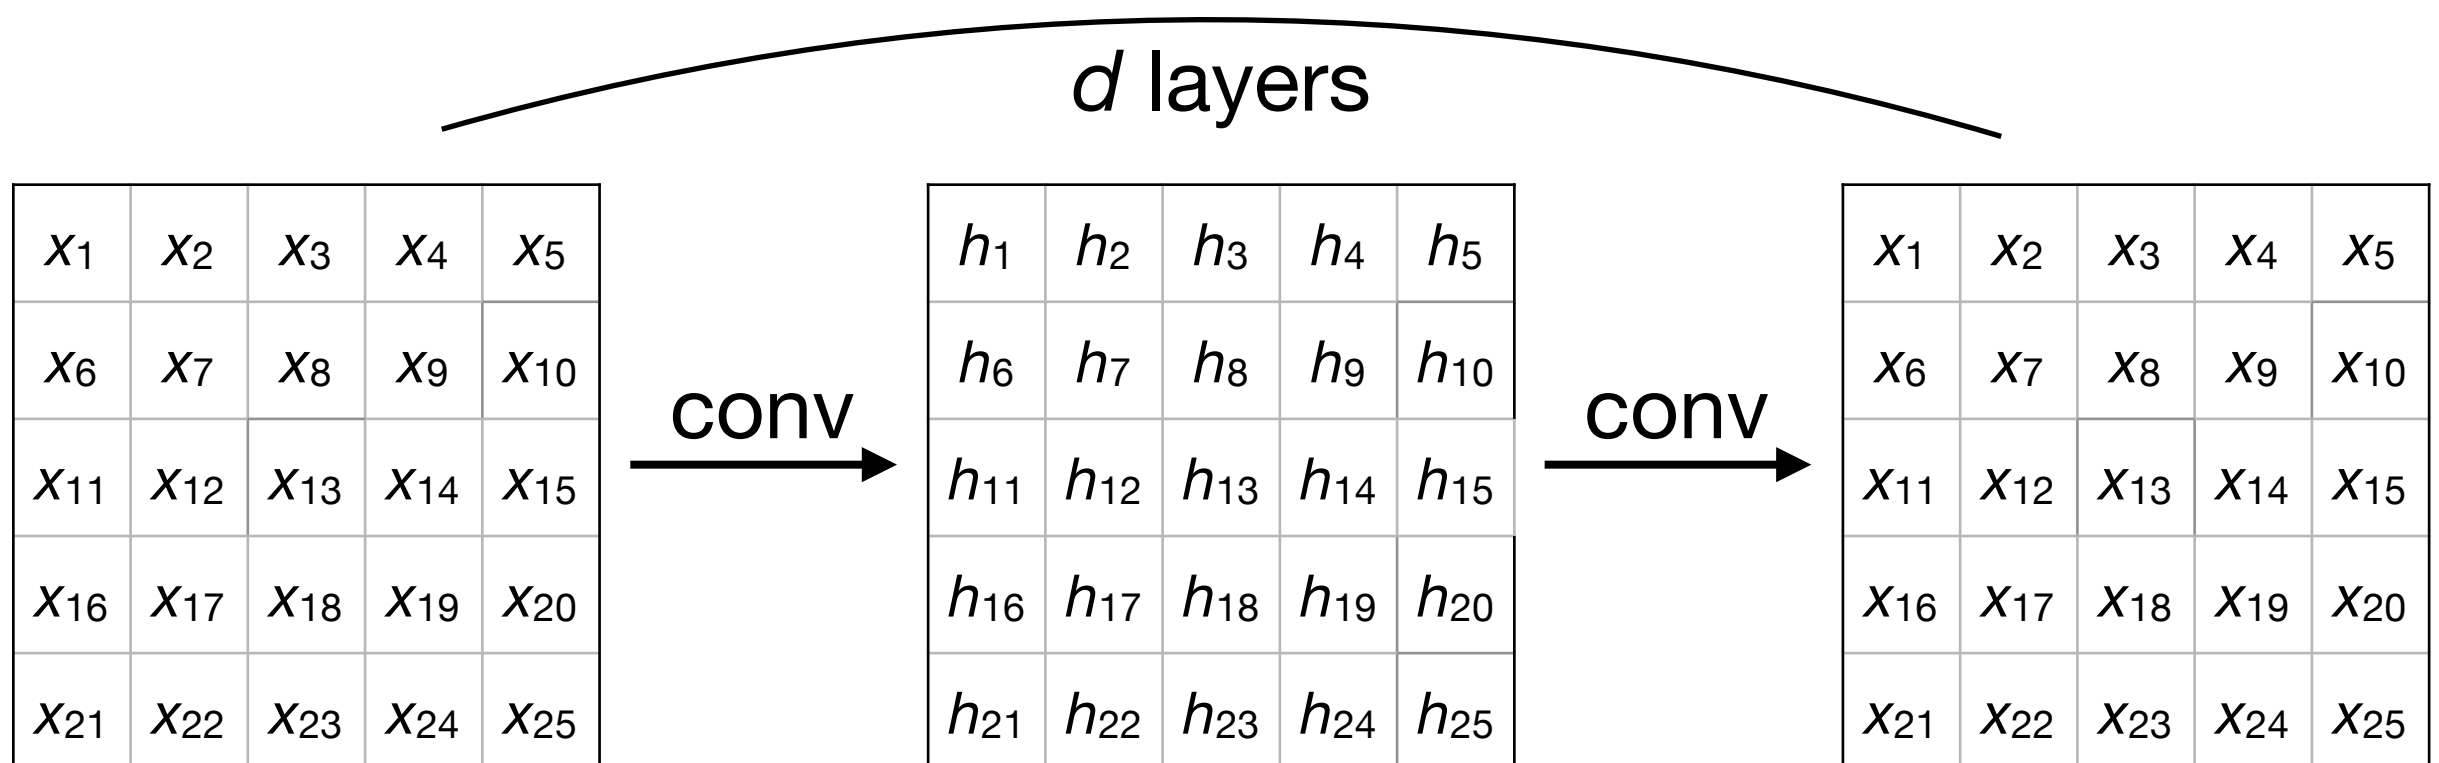 d layers
x1 x2 x3 x4 x5 h1 h2 h3 h4 h5 x1 x2 x3 x4 x5
x6 x7 x8 x9 x10 h6 h7 h8 h9 h10 x6 x7 x8 x9 x10
conv conv
x11 x12 x13 x14 x15 h11 h12 h13 h14 h15 x11 x12 x13 x14 x15
x16 x17 x18 x19 x20 h16 h17 h18 h19 h20 x16 x17 x18 x19 x20
x21 x22 x23 x24 x25 h21 h22 h23 h24 h25 x21 x22 x23 x24 x25